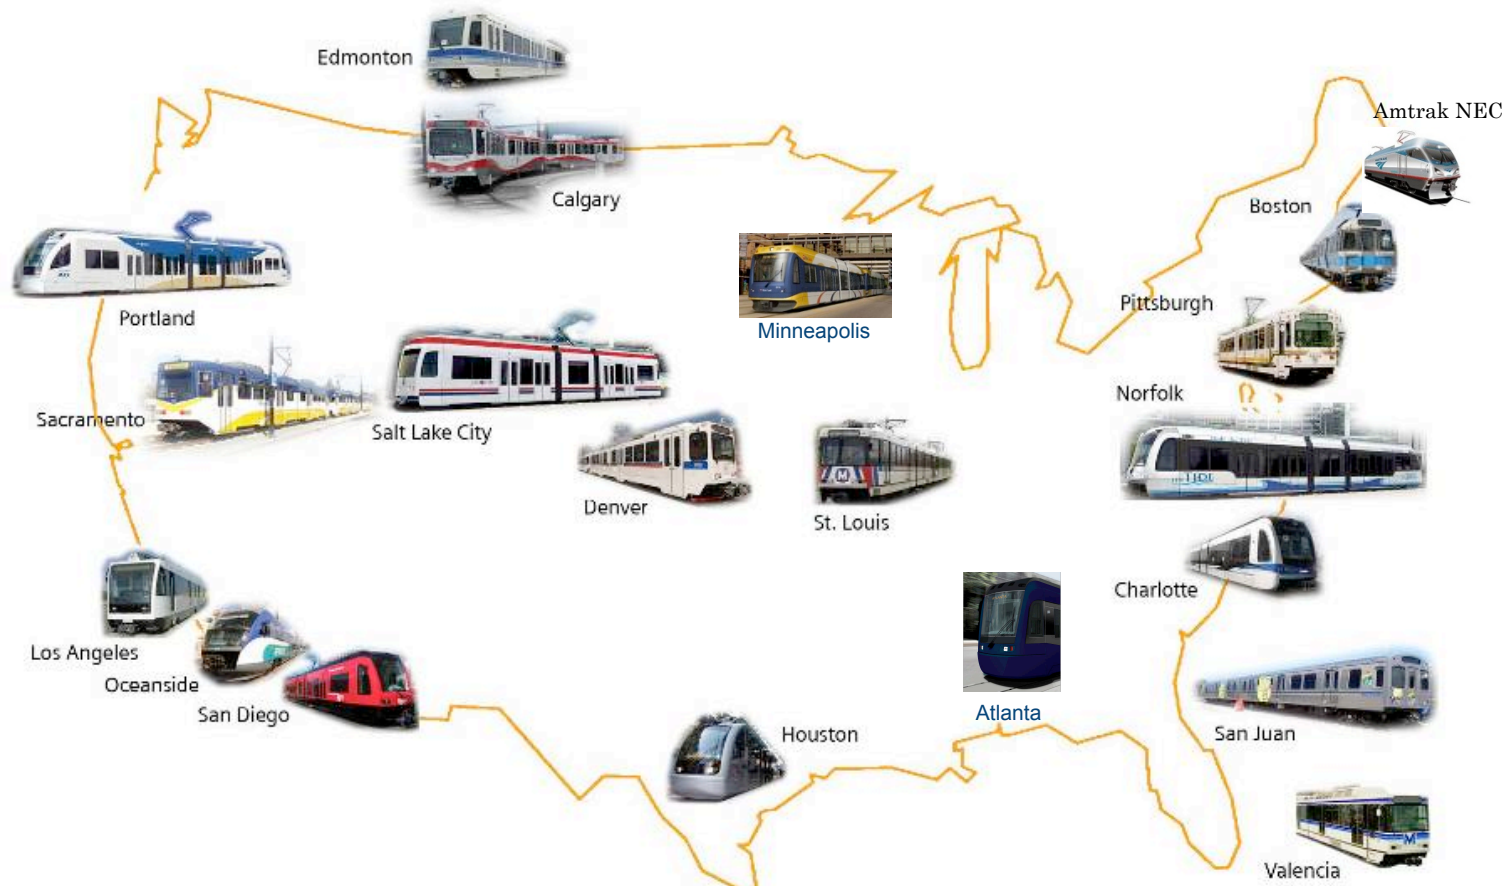 Edmonton
Amtrak NEC
Calgary
Boston
Pittsburgh
Portland
Minneapolis
Norfolk
Sacramento
Salt Lake City
Denver
St. Louis
Charlotte
Los Angeles
Oceanside
San Diego
Atlanta
Houston
San Juan
M
Valencia